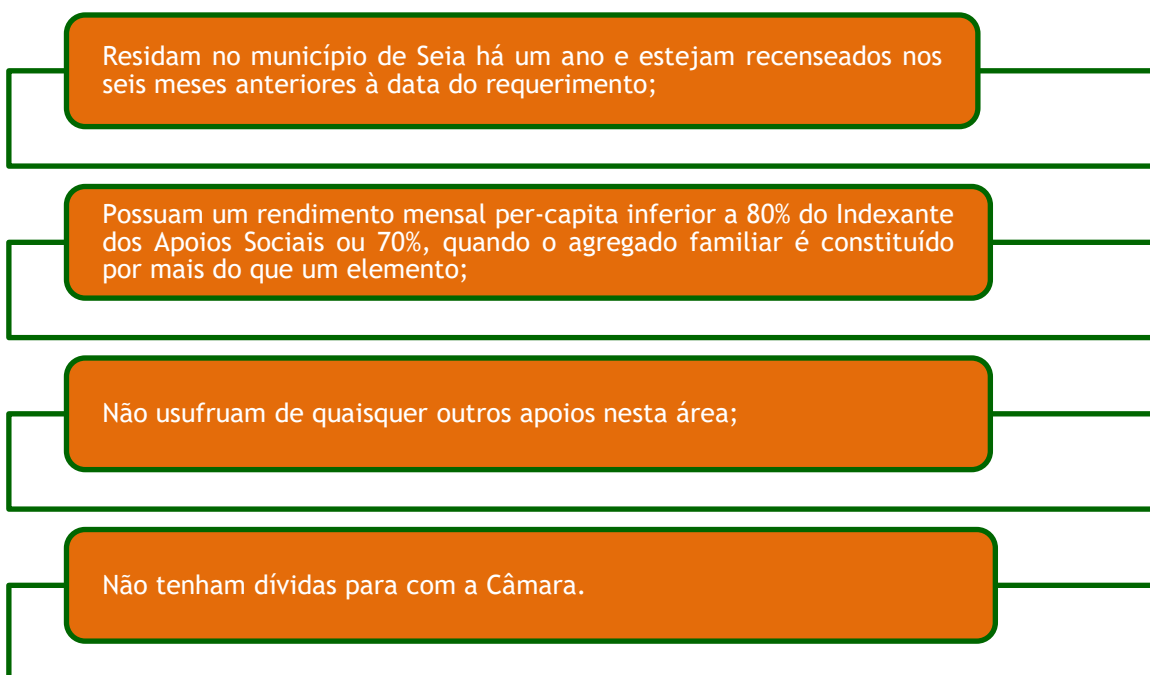 Residam no município de Seia há um ano e estejam recenseados nos
seis meses anteriores à data do requerimento;
Possuam um rendimento mensal per-capita inferior a 80% do Indexante
dos Apoios Sociais ou 70%, quando o agregado familiar é constituído
por mais do que um elemento;
Não usufruam de quaisquer outros apoios nesta área;
Não tenham dívidas para com a Câmara.